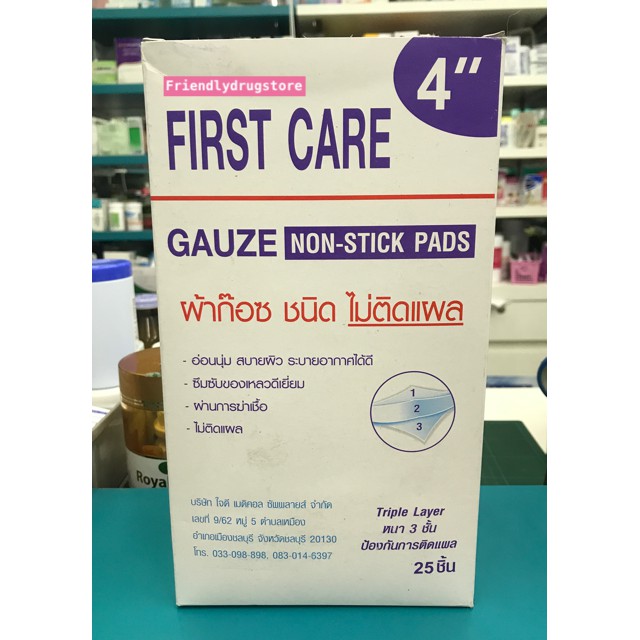 Friendlydrugstore
4"
FIRST CARE
GAUZE NON-STICK PADS
ผ้าก๊อซ ชนิด ไม่ติดแผล
- อ่อนนุ่ม สบายผิว ระบายอากาศได้ดี
- ซึมซับของเหลวดีเยี่ยม
- ผ่านการฆ่าเชื้อ
- ไม่ติดแผล
1
2
3
บริษัท ไจตี เมดิคอล ซัพพลายส์ จำกัด
เลขที่ 9/62 หมู่ 5 ตำบลเหมือง
อำเภอเมืองชลบุรี จังหวัดชลบุรี 20130
โทร. 033-098-898, 083-014-6397
Triple Layer
หนา 3 ชั้น
ป้องกันการติดแผล
25 ชิ้น
Royal